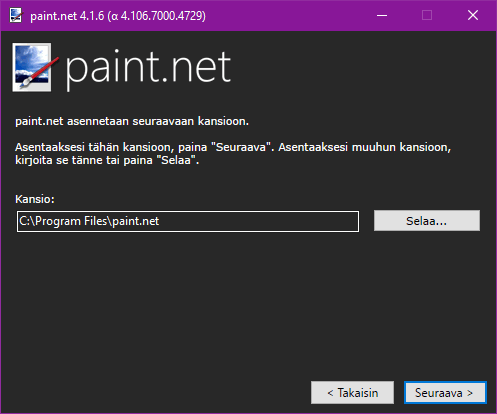 paint.net 4.1.6 (α 4.106.7000.4729)
paint.net
paint.net asennetaan seuraavaan kansioon.
Asentaaksesi tähän kansioon, paina "Seuraava". Asentaaksesi muuhun kansioon,
kirjoita se tänne tai paina "Selaa".
Kansio:
C:\Program Files\paint.net
Selaa...
< Takaisin
Seuraava >